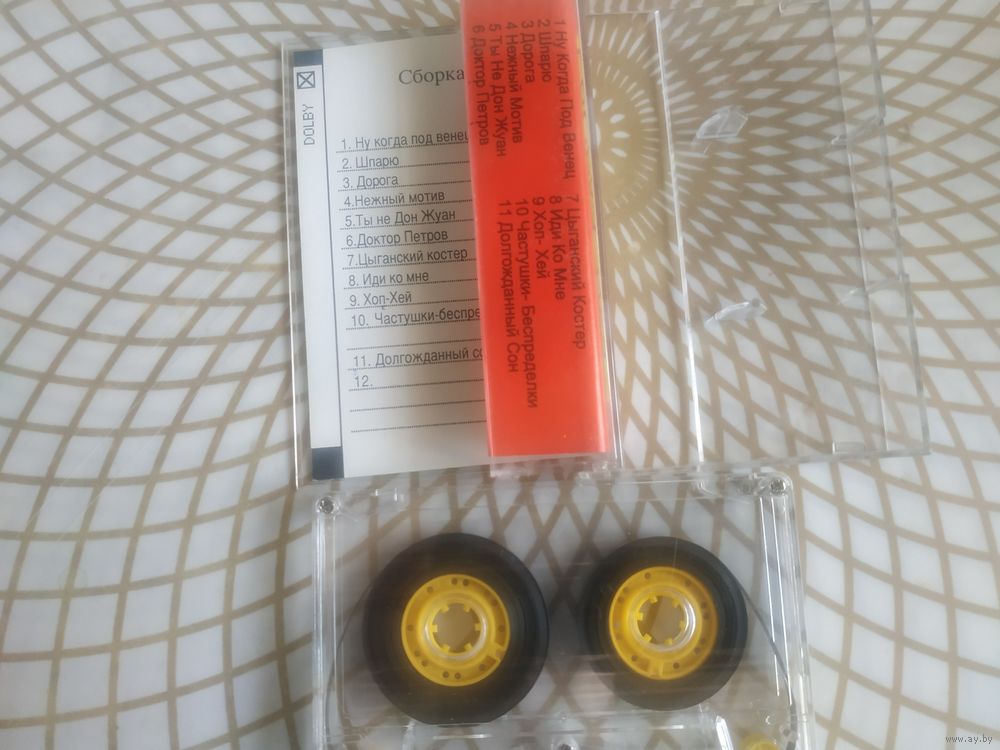 DOLBY
Сборка
1. Ну когда под венец
2. Шпарю
3. Дорога
4.Нежный мотив
5.Ты не Дон Жуан
6.Доктор Петров
7.Цыганский костер
8. Иди ко мне
9. Хоп-Хей
10. Частушки-беспре
11. Долгожданный со
12.
1 Ну Когда Под Венец
2 Шпарю
3 Дорога
4 Нежный Мотив
5 Ты Не Дон Жуан
6 Доктор Петров
7 Цыганский Костер
8 Иди Ко Мне
9 Хоп- Хей
10 Частушки- Беспределки
11 Долгожданный Сон
www.ay.by